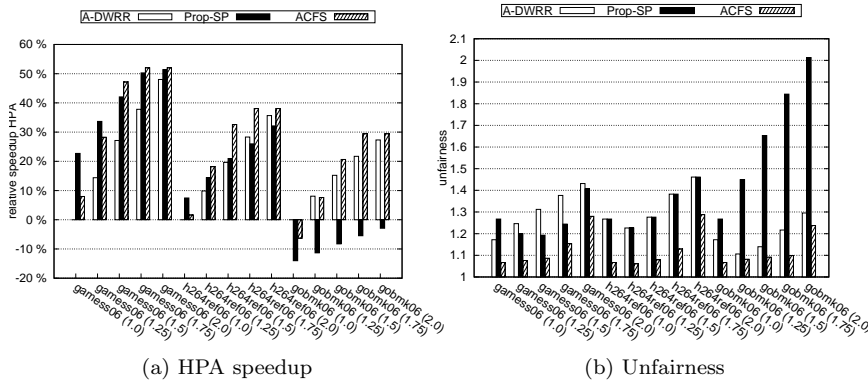 A-DWRR Prop-SP ACFS
60 %
50 %
40 %
30 %
20 %
10 %
0 %
-10 %
-20 %
relative speedup HPA
gamess06 (1.0)
gamess06 (1.25)
gamess06 (1.5)
gamess06 (1.75)
gamess06 (2.0)
h264ref06 (1.0)
h264ref06 (1.25)
h264ref06 (1.5)
h264ref06 (1.75)
h264ref06 (2.0)
gobmk06 (1.0)
gobmk06 (1.25)
gobmk06 (1.5)
gobmk06 (1.75)
gobmk06 (2.0)
(a) HPA speedup
A-DWRR Prop-SP ACFS
2.1
2
1.9
1.8
1.7
1.6
1.5
1.4
1.3
1.2
1.1
1
unfairness
gamess06 (1.0)
gamess06 (1.25)
gamess06 (1.5)
gamess06 (1.75)
gamess06 (2.0)
h264ref06 (1.0)
h264ref06 (1.25)
h264ref06 (1.5)
h264ref06 (1.75)
h264ref06 (2.0)
gobmk06 (1.0)
gobmk06 (1.25)
gobmk06 (1.5)
gobmk06 (1.75)
gobmk06 (2.0)
(b) Unfairness